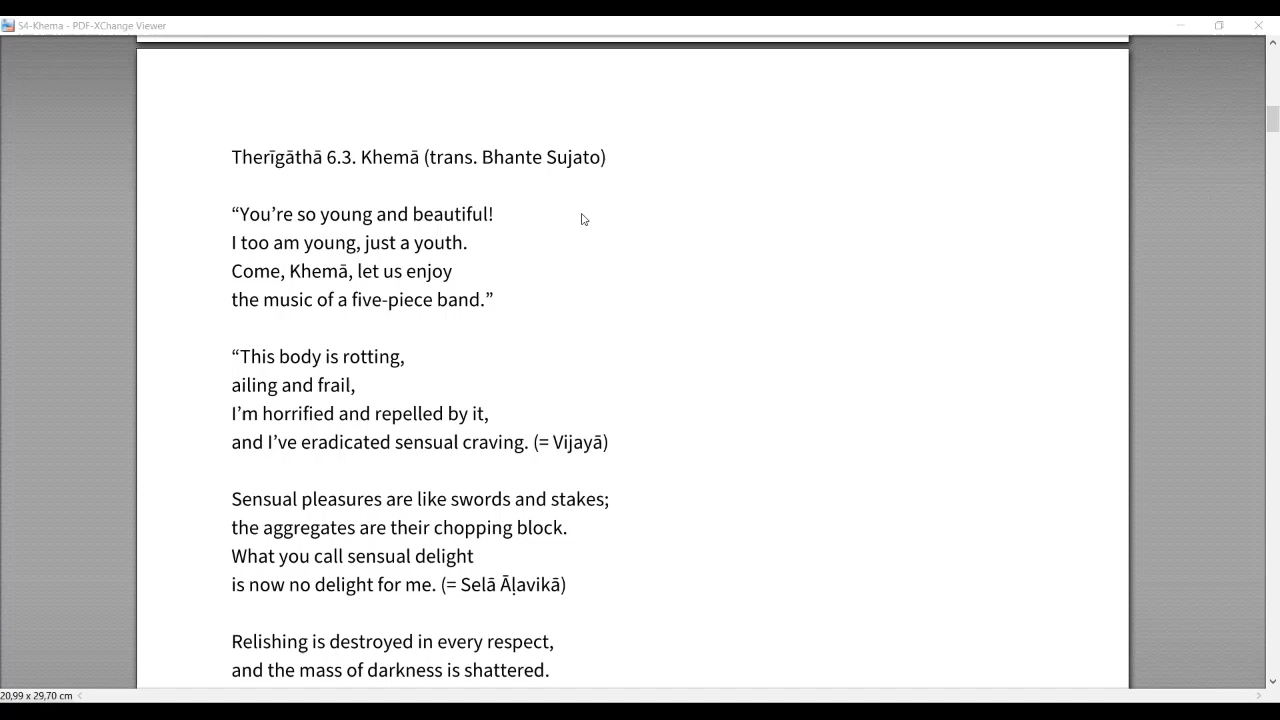 S4-Khema - PDF-XChange Viewer
Therīgāthā 6.3. Khemā (trans. Bhante Sujato)
“You’re so young and beautiful!
I too am young, just a youth.
Come, Khemā, let us enjoy
the music of a five-piece band.”
“This body is rotting,
ailing and frail,
I’m horrified and repelled by it,
and I’ve eradicated sensual craving. (= Vijayā)
Sensual pleasures are like swords and stakes;
the aggregates are their chopping block.
What you call sensual delight
is now no delight for me. (= Selā Āḷavikā)
Relishing is destroyed in every respect,
and the mass of darkness is shattered.
20,99 x 29,70 cm